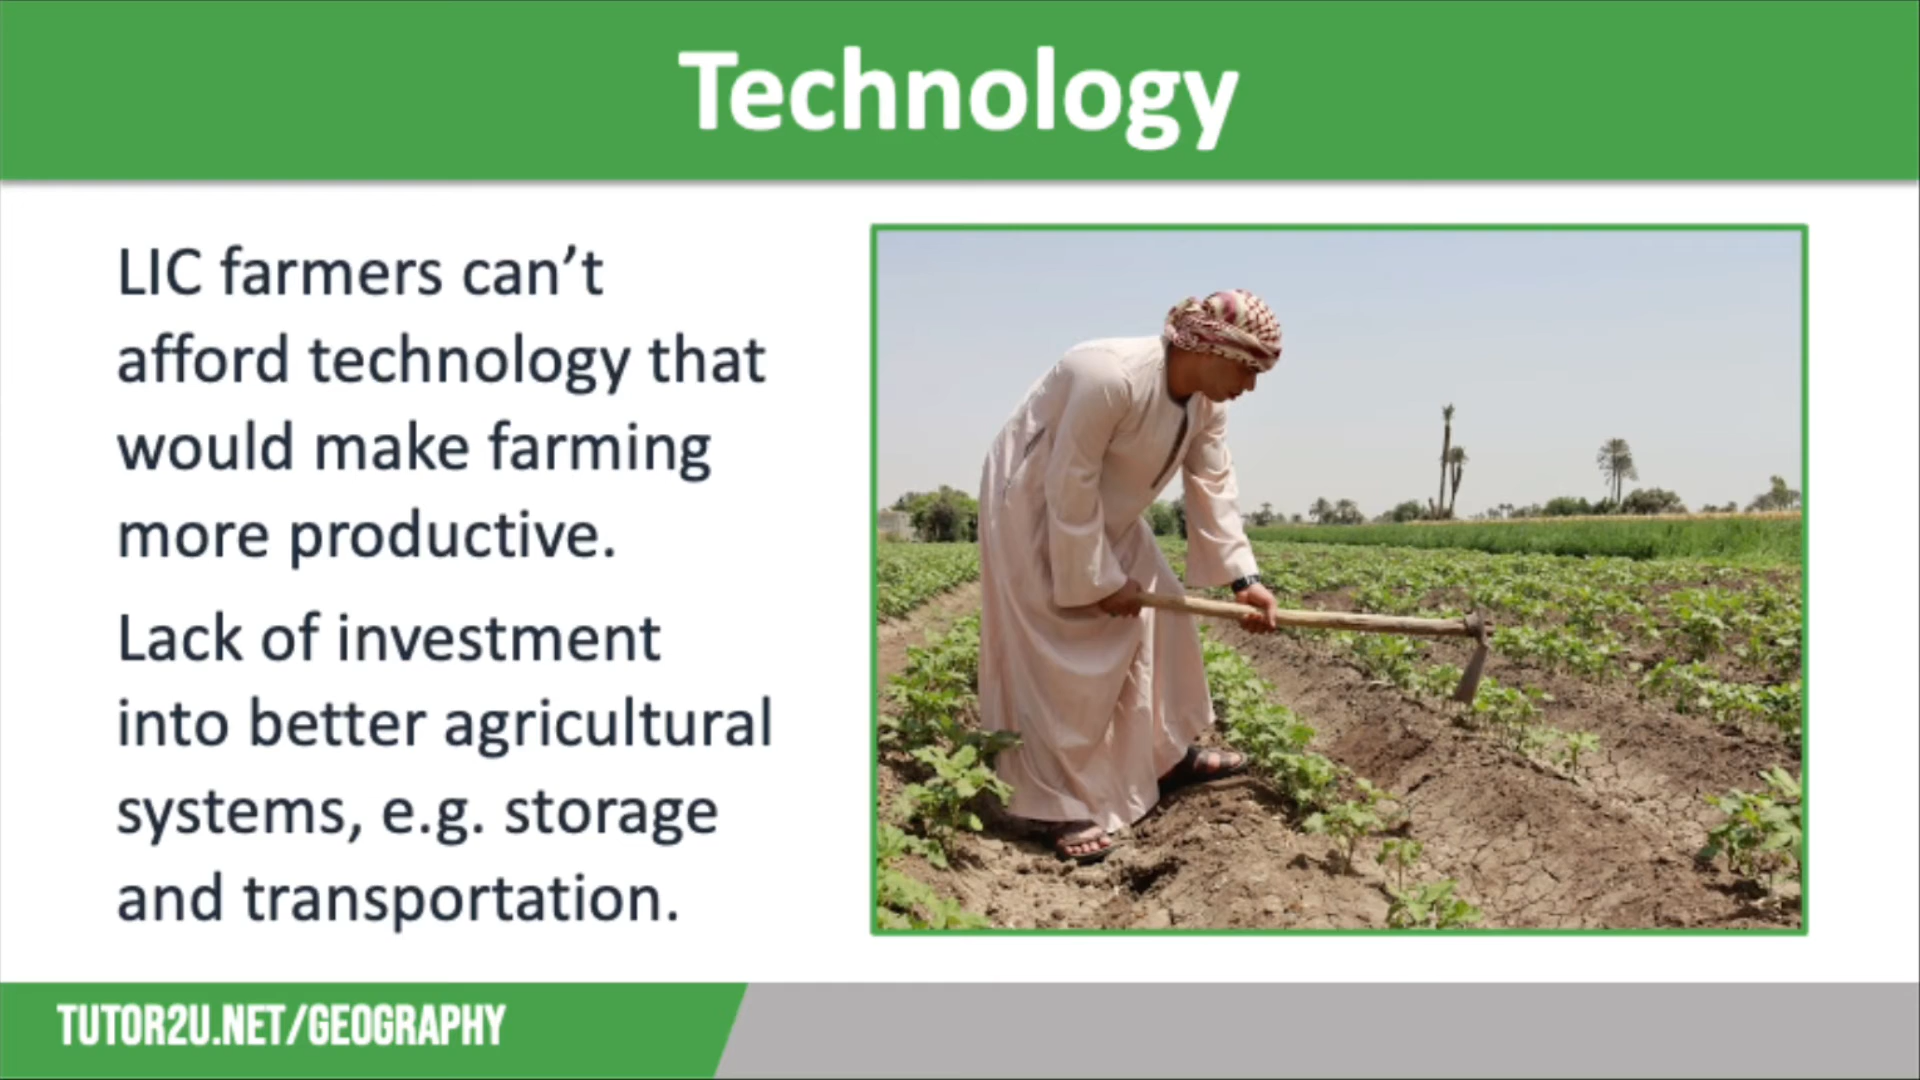 Technology
LIC farmers can't
afford technology that
would make farming
more productive.
Lack of investment
into better agricultural
systems, e.g. storage
and transportation.
TUTOR2U.NET/GEOGRAPHY